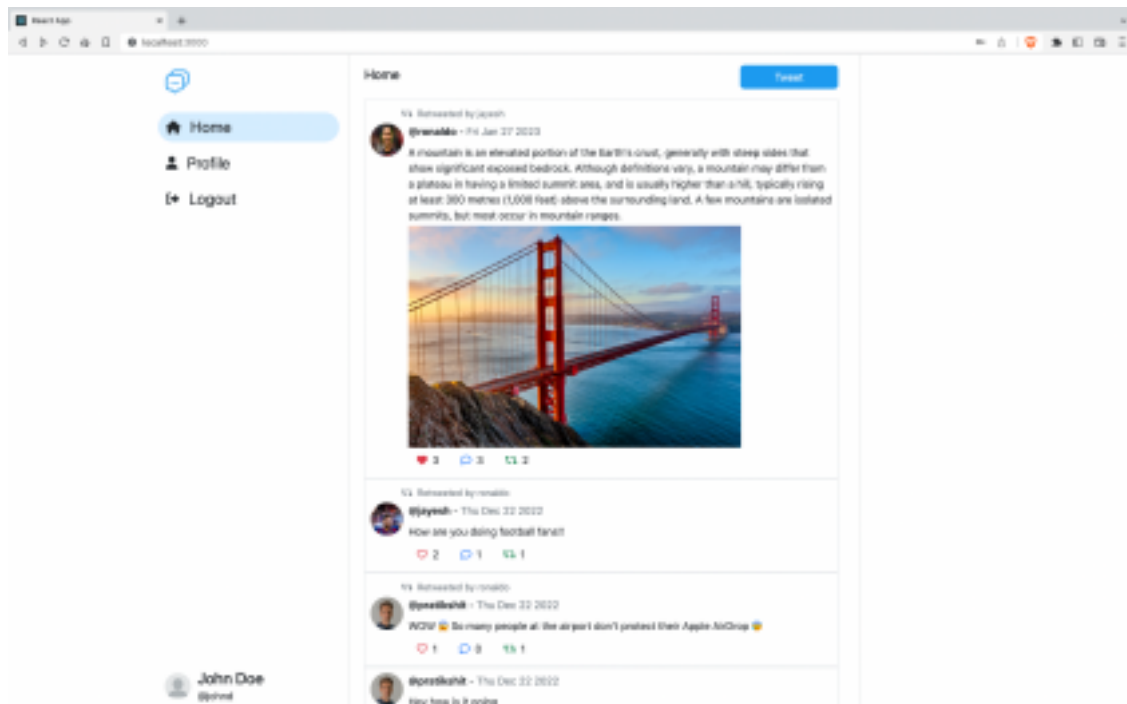 React App
localhost:3000
Home
Tweet
Home
Profile
Logout
Retweeted by jayesh
@ronaldo - Fri Jan 27 2023
A mountain is an elevated portion of the Earth's crust, generally with steep sides that
show significant exposed bedrock. Although definitions vary, a mountain may differ from
a plateau in having a limited summit area, and is usually higher than a hill, typically rising
at least 300 metres (1,000 feet) above the surrounding land. A few mountains are isolated
summits, but most occur in mountain ranges.
3 3 2
Retweeted by ronaldo
@jayesh - Thu Dec 22 2022
How are you doing football fans!!
2 1 1
Retweeted by ronaldo
@pratikshit - Thu Dec 22 2022
WOW 😨 So many people at the airport don't protect their Apple AirDrop 😨
1 0 1
@pratikshit - Thu Dec 22 2022
Hey how is it going
John Doe
@johnd